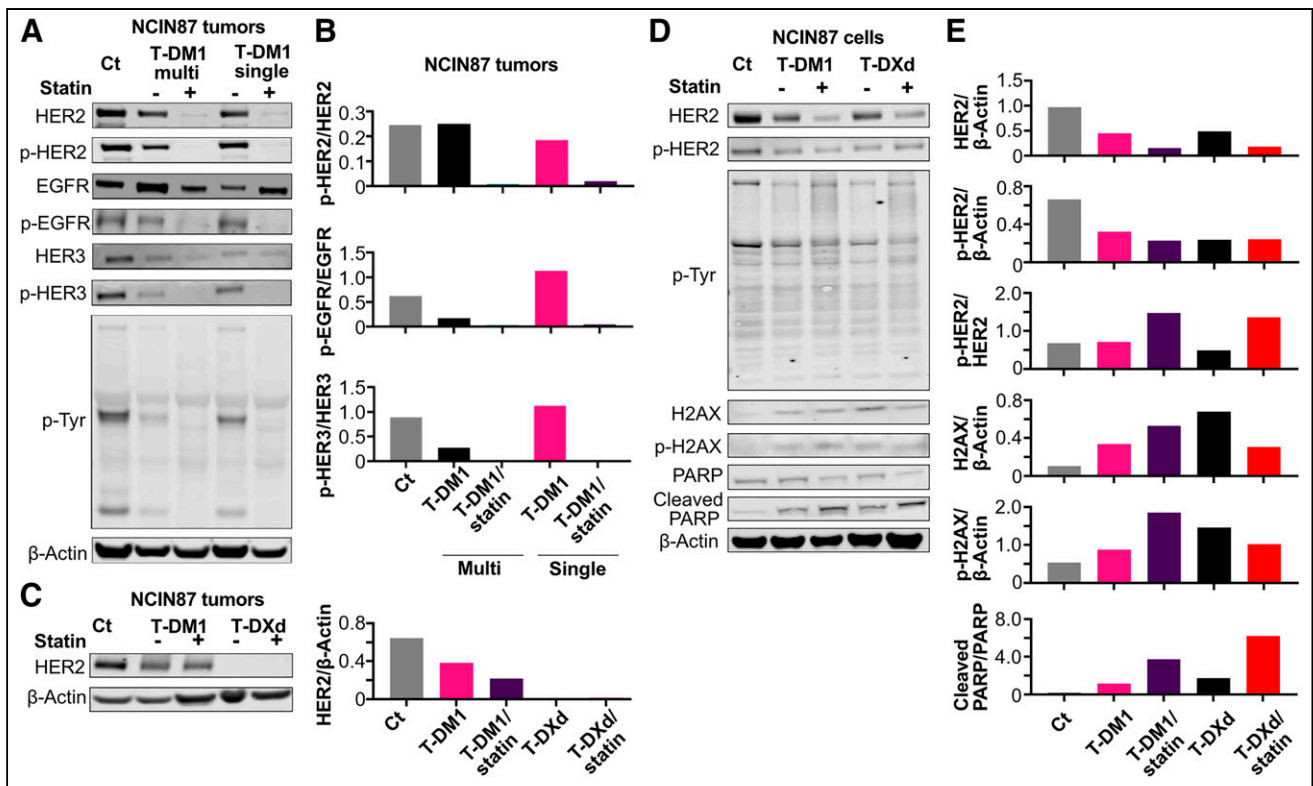 A
NCIN87 tumors
Ct
T-DM1
multi
T-DM1
single
Statin - + - +
HER2
p-HER2
EGFR
p-EGFR
HER3
p-HER3
p-Tyr
β-Actin
B
NCIN87 tumors
p-HER2/HER2
0.3
0.2
0.1
0
p-EGFR/EGFR
1.5
1.0
0.5
0
p-HER3/HER3
1.5
1.0
0.5
0
Ct
T-DM1
T-DM1/
statin
T-DM1
T-DM1/
statin
Multi
Single
C
NCIN87 tumors
Ct T-DM1 T-DXd
Statin - + - +
HER2
β-Actin
HER2/β-Actin
0.8
0.4
0
Ct
T-DM1
T-DM1/
statin
T-DXd
T-DXd/
statin
D
NCIN87 cells
Ct T-DM1 T-DXd
Statin - + - +
HER2
p-HER2
p-Tyr
H2AX
p-H2AX
PARP
Cleaved
PARP
β-Actin
E
HER2/
β-Actin
1.5
1.0
0.5
0
p-HER2/
β-Actin
0.8
0.4
0
p-HER2/
HER2
2.0
1.0
0
H2AX/
β-Actin
0.8
0.4
0
p-H2AX/
β-Actin
2.0
1.0
0
Cleaved
PARP/PARP
8.0
4.0
0
Ct
T-DM1
T-DM1/
statin
T-DXd
T-DXd/
statin